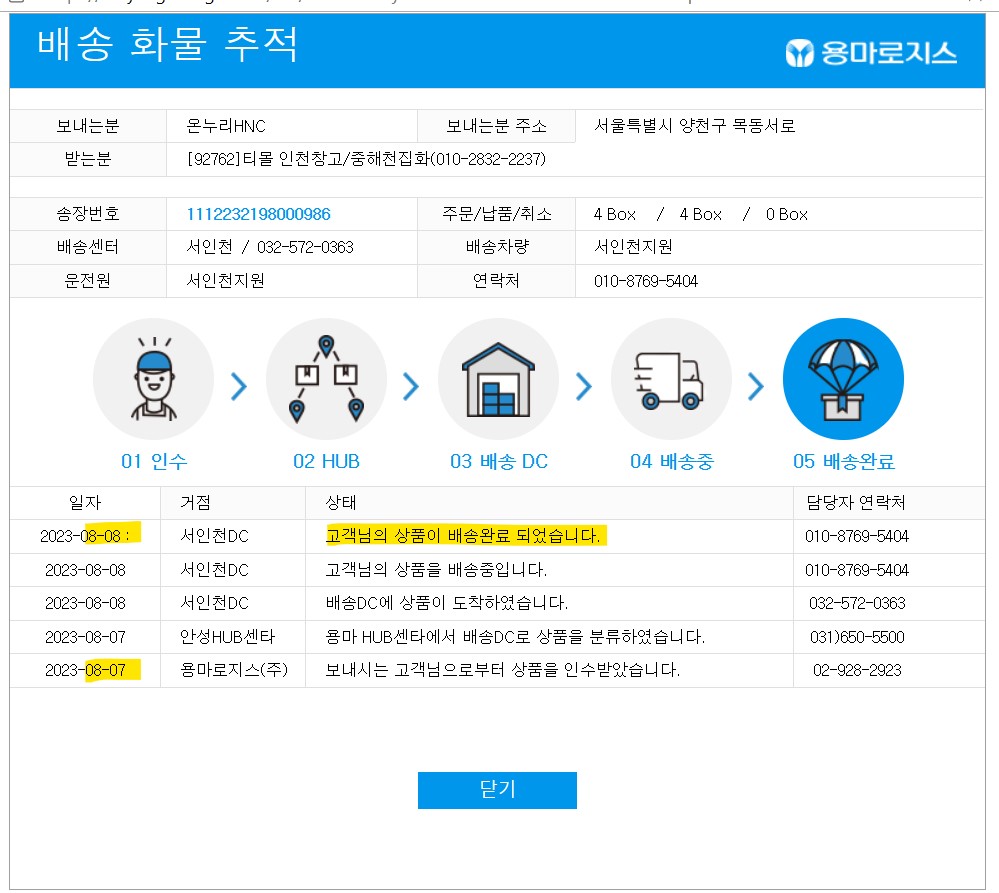 배송 화물 추적
용마로지스
보내는분 온누리HNC 보내는분 주소 서울특별시 양천구 목동서로
받는분 [92762]티몰 인천창고/중해천집화(010-2832-2237)
송장번호 1112232198000986 주문/납품/취소 4 Box / 4 Box / 0 Box
배송센터 서인천 / 032-572-0363 배송차량 서인천지원
운전원 서인천지원 연락처 010-8769-5404
01 인수 02 HUB 03 배송 DC 04 배송중 05 배송완료
일자 거점 상태 담당자 연락처
2023-08-08 : 서인천DC 고객님의 상품이 배송완료 되었습니다. 010-8769-5404
2023-08-08 서인천DC 고객님의 상품을 배송중입니다. 010-8769-5404
2023-08-08 서인천DC 배송DC에 상품이 도착하였습니다. 032-572-0363
2023-08-07 안성HUB센타 용마 HUB센타에서 배송DC로 상품을 분류하였습니다. 031)650-5500
2023-08-07 용마로지스(주) 보내시는 고객님으로부터 상품을 인수받았습니다. 02-928-2923
닫기